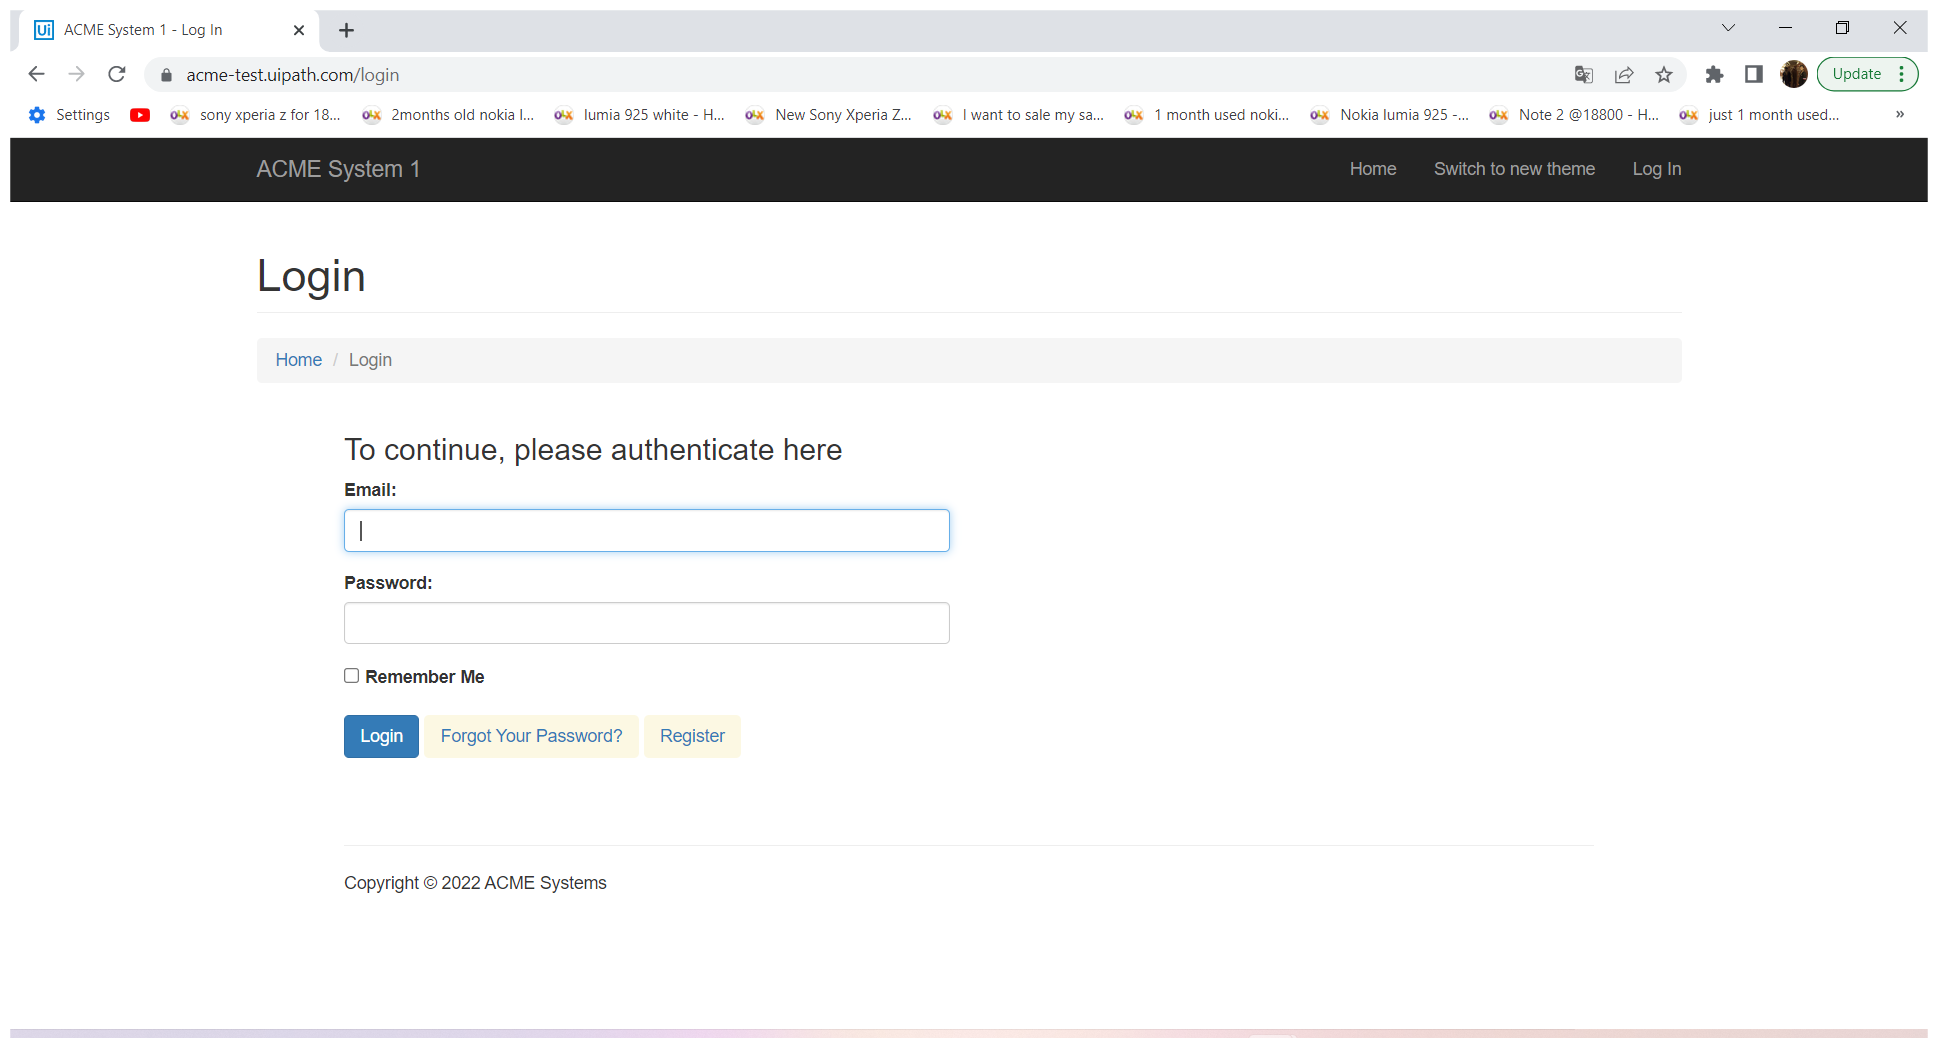 Ui ACME System 1 - Log In
acme-test.uipath.com/login
Update
Settings sony xperia z for 18... 2months old nokia l... lumia 925 white - H... New Sony Xperia Z... I want to sale my sa... 1 month used noki... Nokia lumia 925 -... Note 2 @18800 - H... just 1 month used... »
ACME System 1 Home Switch to new theme Log In
Login
Home / Login
To continue, please authenticate here
Email:
Password:
Remember Me
Login Forgot Your Password? Register
Copyright © 2022 ACME Systems